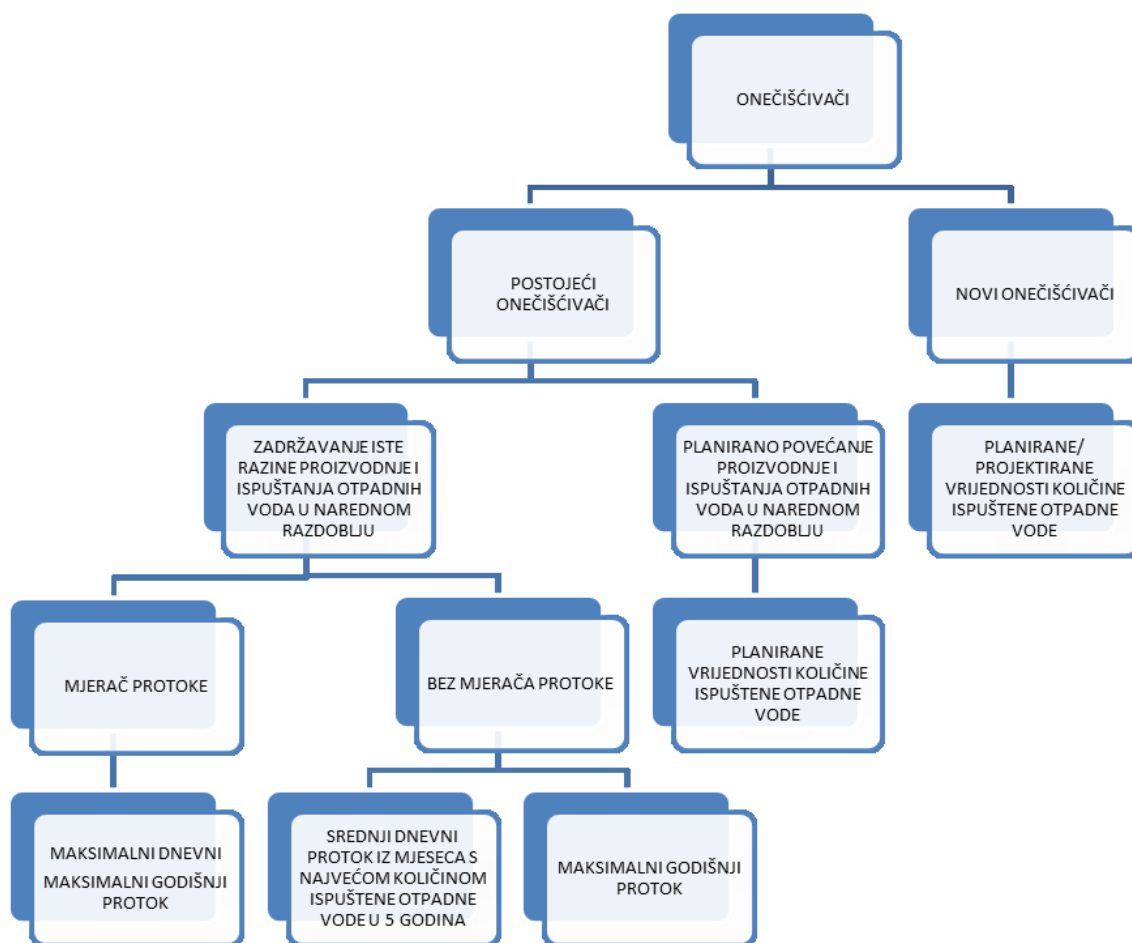 ONEČIŠĆIVAČI
POSTOJEĆI
ONEČIŠĆIVAČI
NOVI ONEČIŠĆIVAČI
ZADRŽAVANJE ISTE
RAZINE PROIZVODNJE I
ISPUŠTANJA OTPADNIH
VODA U NAREDNOM
RAZDOBLJU
PLANIRANO POVEĆANJE
PROIZVODNJE I
ISPUŠTANJA OTPADNIH
VODA U NAREDNOM
RAZDOBLJU
PLANIRANE/
PROJEKTIRANE
VRIJEDNOSTI KOLIČINE
ISPUŠTENE OTPADNE
VODE
MJERAČ PROTOKE
BEZ MJERAČA PROTOKE
PLANIRANE
VRIJEDNOSTI KOLIČINE
ISPUŠTENE OTPADNE
VODE
MAKSIMALNI DNEVNI
MAKSIMALNI GODIŠNJI
PROTOK
SREDNJI DNEVNI
PROTOK IZ MJESECA S
NAJVEĆOM KOLIČINOM
ISPUŠTENE OTPADNE
VODE U 5 GODINA
MAKSIMALNI GODIŠNJI
PROTOK